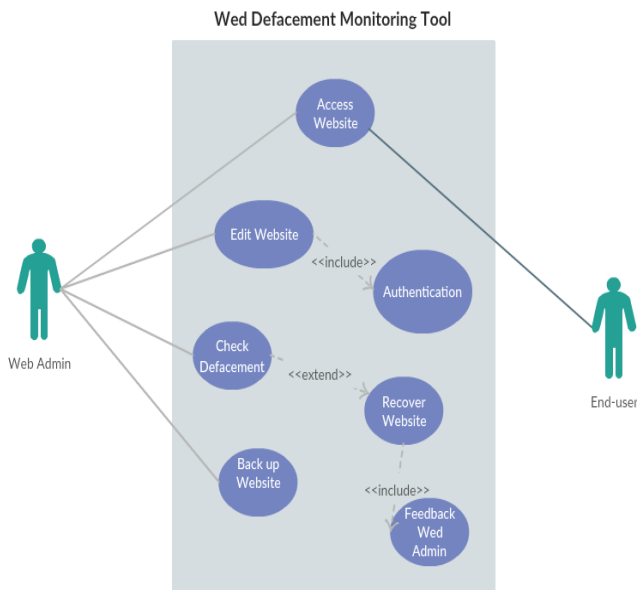 Wed Defacement Monitoring Tool
Access
Website
Edit Website
<<include>>
Authentication
Web Admin
Check
Defacement
<<extend>>
Recover
Website
End-user
Back up
Website
<<include>>
Feedback
Wed
Admin